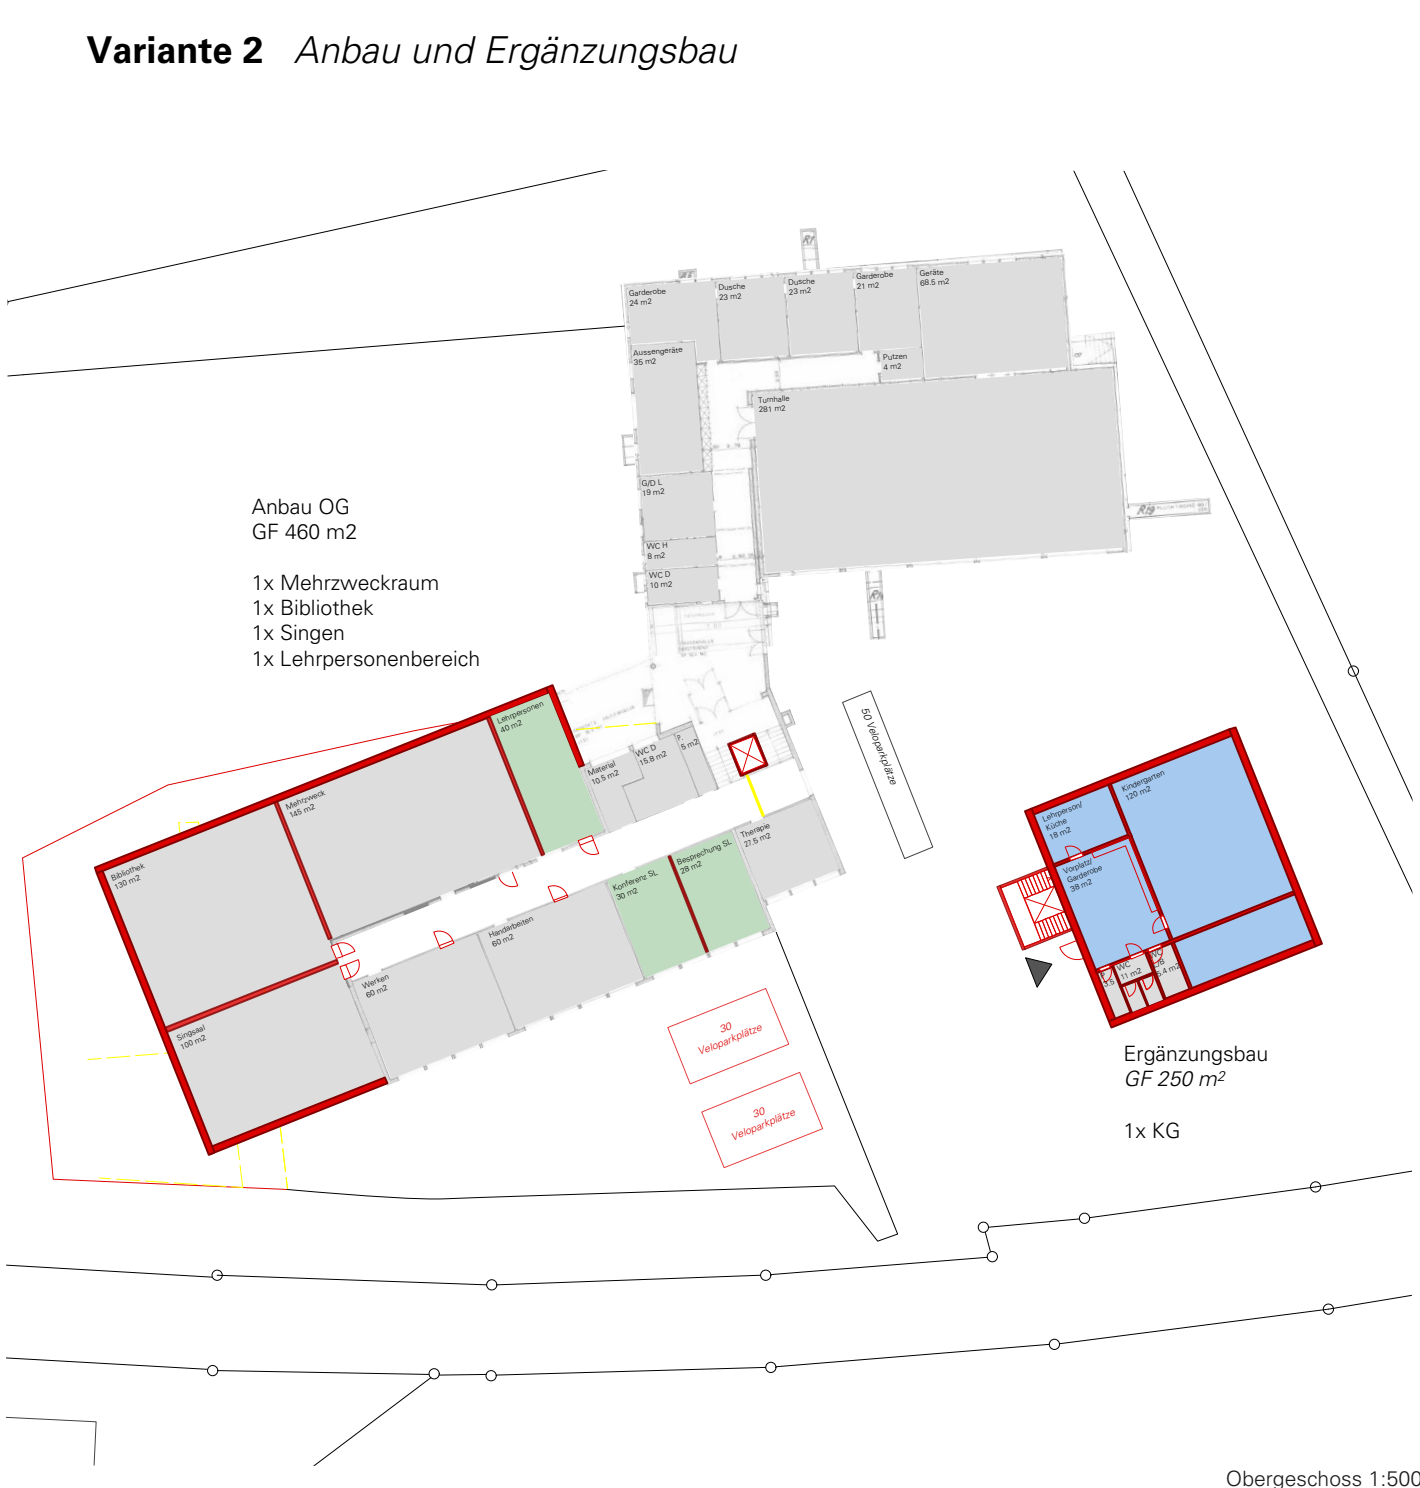 Variante 2 Anbau und Ergänzungsbau
Garderobe
24 m2
Dusche
23 m2
Dusche
23 m2
Garderobe
21 m2
Geräte
68.5 m2
Aussengeräte
35 m2
Putzen
4 m2
Turnhalle
281 m2
G/D L
19 m2
WC H
8 m2
WC D
10 m2
Anbau OG
GF 460 m2
1x Mehrzweckraum
1x Bibliothek
1x Singen
1x Lehrpersonenbereich
Lehrpersonen
40 m2
Mehrzweck
145 m2
Bibliothek
130 m2
Singsaal
100 m2
Material
10.5 m2
WC D
15.8 m2
P.
5 m2
Therapie
27.5 m2
Besprechung SL
28 m2
Konferenz SL
30 m2
Handarbeiten
60 m2
Werken
60 m2
50 Veloparkplätze
30
Veloparkplätze
30
Veloparkplätze
Kindergarten
120 m2
Lehrperson/
Küche
18 m2
Vorplatz/
Garderobe
38 m2
WC
11 m2
3.5
5.4 m2
Ergänzungsbau
GF 250 m²
1x KG
Obergeschoss 1:500